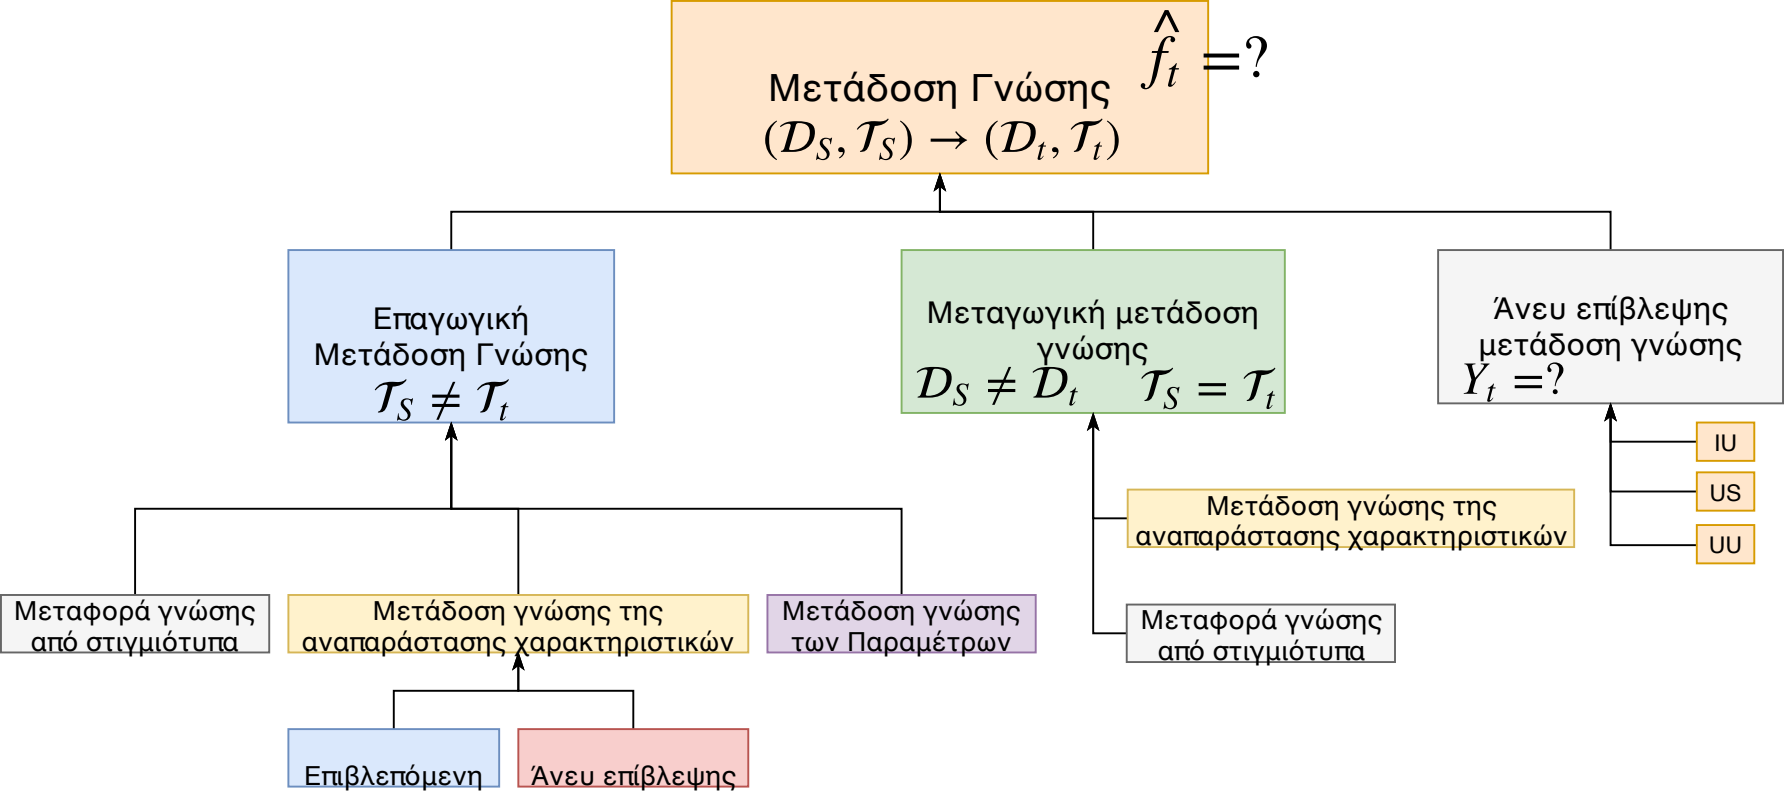 f̂_t =?
Μετάδοση Γνώσης
(𝒟_S, 𝒯_S) → (𝒟_t, 𝒯_t)
Επαγωγική
Μετάδοση Γνώσης
𝒯_S ≠ 𝒯_t
Μεταγωγική μετάδοση
γνώσης
𝒟_S ≠ 𝒟_t 𝒯_S = 𝒯_t
Άνευ επίβλεψης
μετάδοση γνώσης
Y_t =?
IU
US
UU
Μετάδοση γνώσης της
αναπαράστασης χαρακτηριστικών
Μεταφορά γνώσης
από στιγμιότυπα
Μεταφορά γνώσης
από στιγμιότυπα
Μετάδοση γνώσης της
αναπαράστασης χαρακτηριστικών
Μετάδοση γνώσης
των Παραμέτρων
Επιβλεπόμενη
Άνευ επίβλεψης